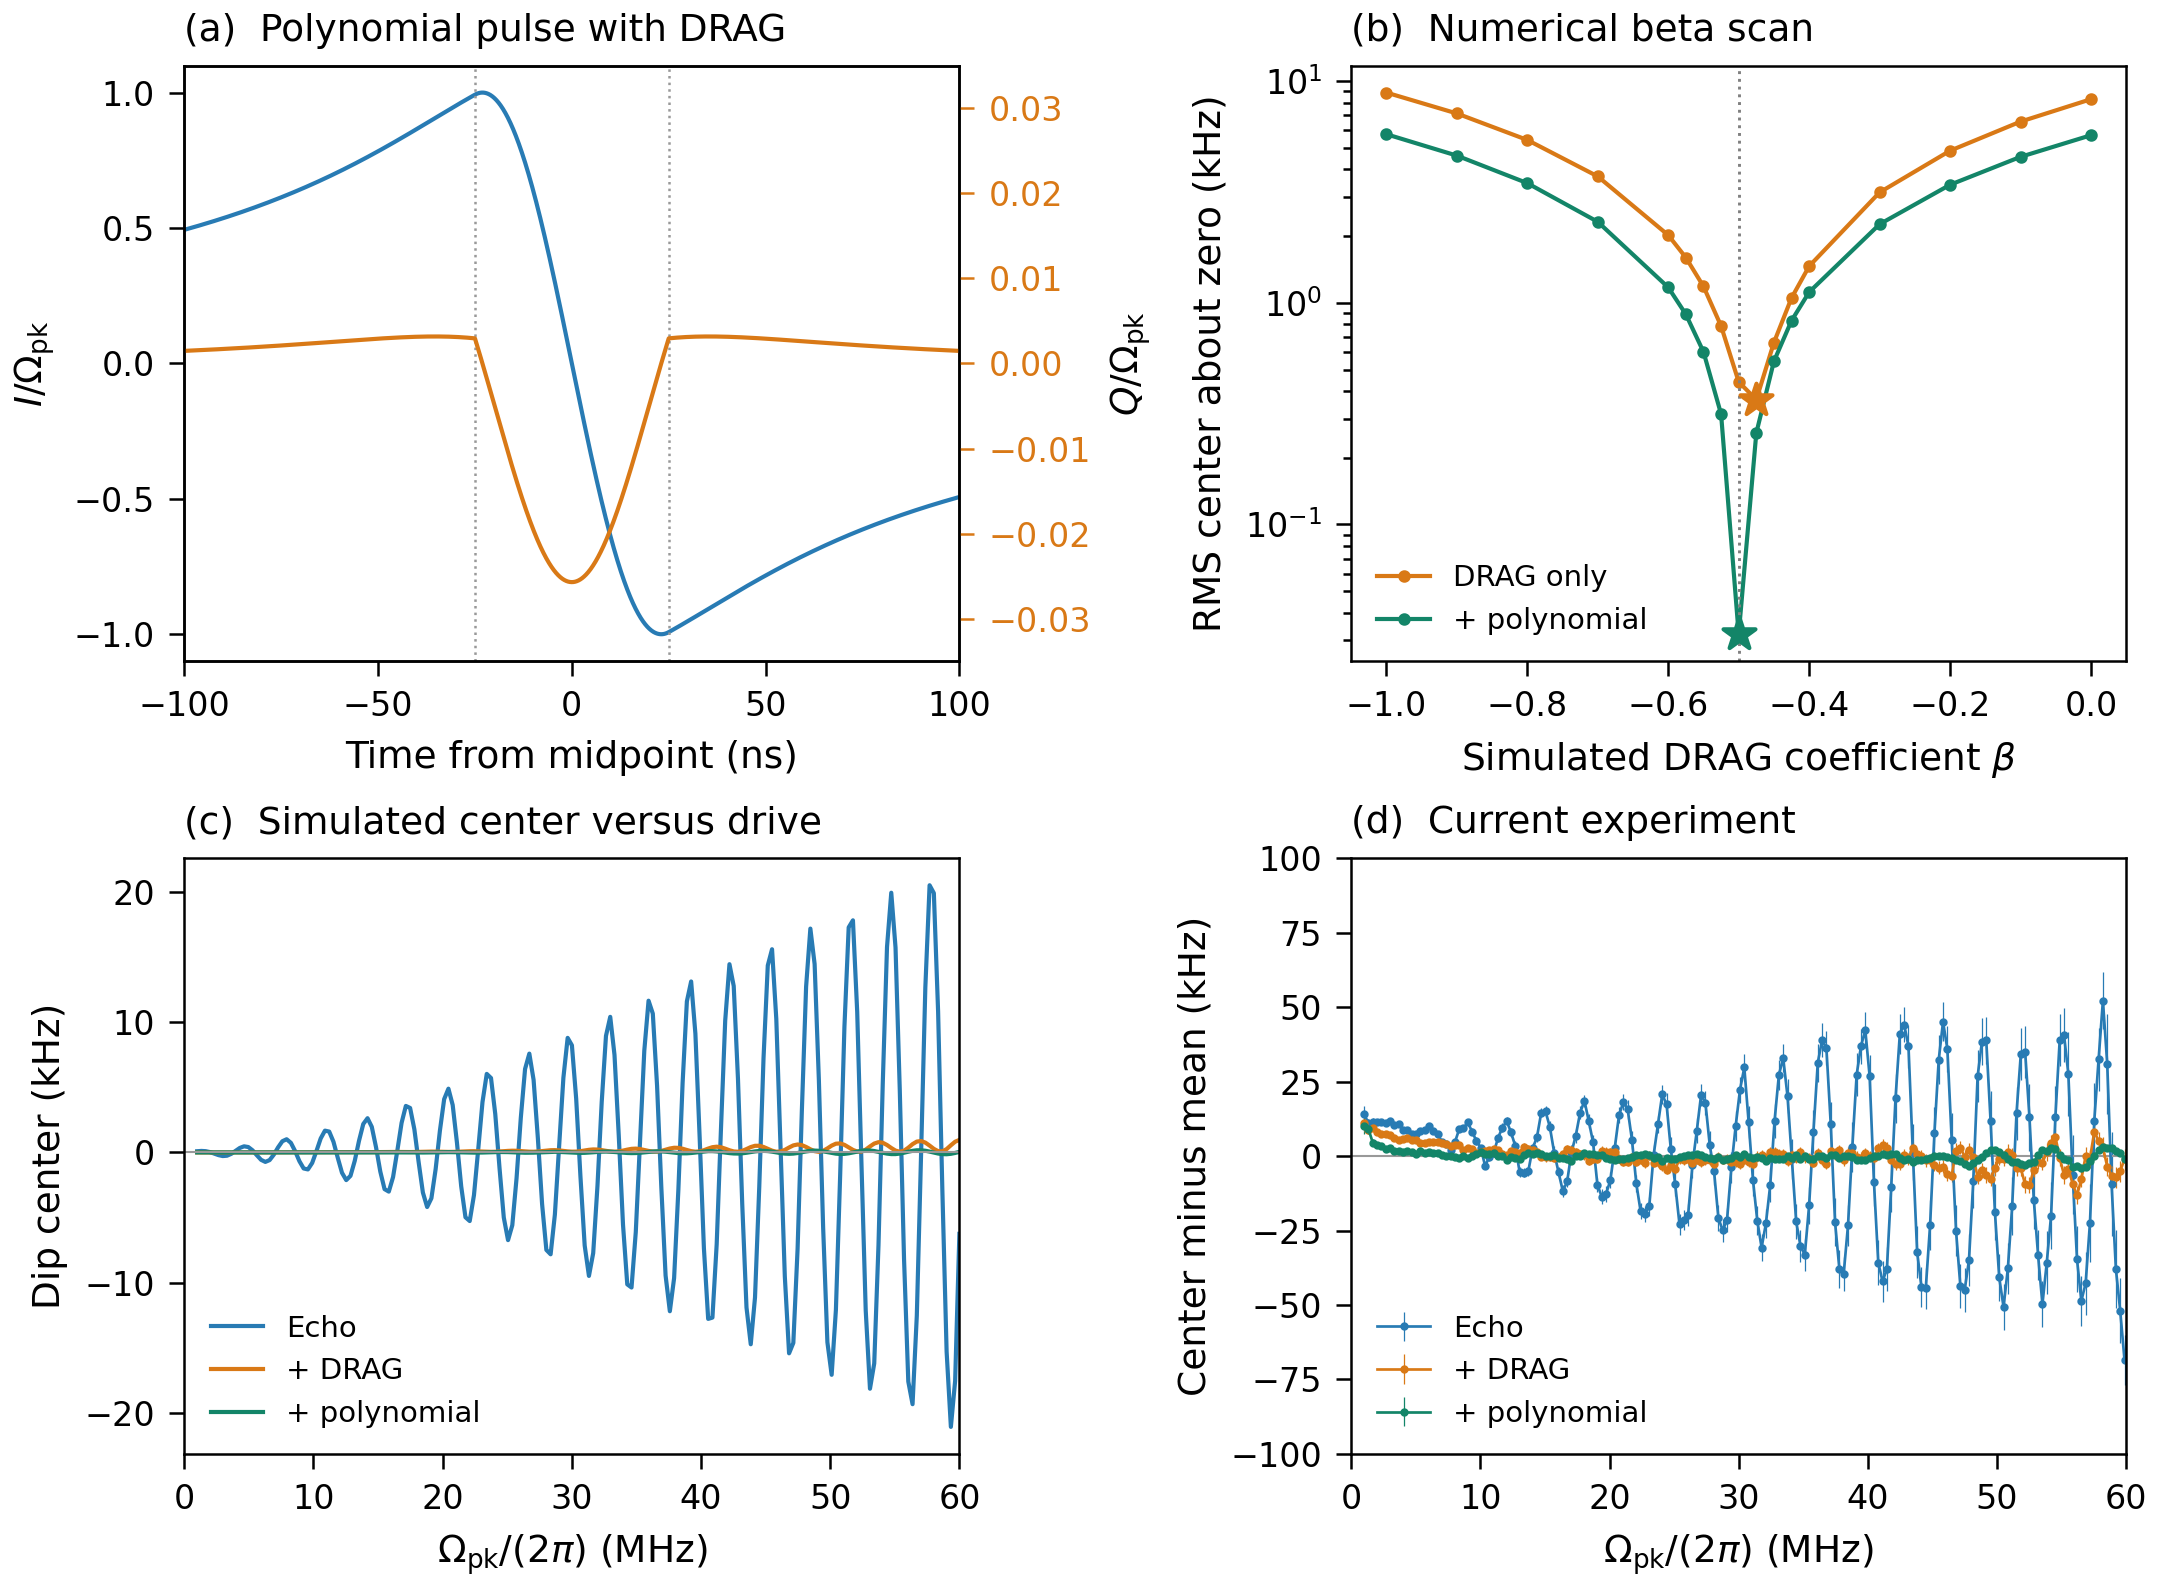 (a)  Polynomial pulse with DRAG
1.0
0.5
0.0
−0.5
−1.0
I/Ωpk
0.03
0.02
0.01
0.00
−0.01
−0.02
−0.03
Q/Ωpk
−100
−50
0
50
100
Time from midpoint (ns)
(b)  Numerical beta scan
10¹
10⁰
10⁻¹
RMS center about zero (kHz)
DRAG only
+ polynomial
−1.0
−0.8
−0.6
−0.4
−0.2
0.0
Simulated DRAG coefficient β
(c)  Simulated center versus drive
20
10
0
−10
−20
Dip center (kHz)
Echo
+ DRAG
+ polynomial
0
10
20
30
40
50
60
Ωpk/(2π) (MHz)
(d)  Current experiment
100
75
50
25
0
−25
−50
−75
−100
Center minus mean (kHz)
Echo
+ DRAG
+ polynomial
0
10
20
30
40
50
60
Ωpk/(2π) (MHz)